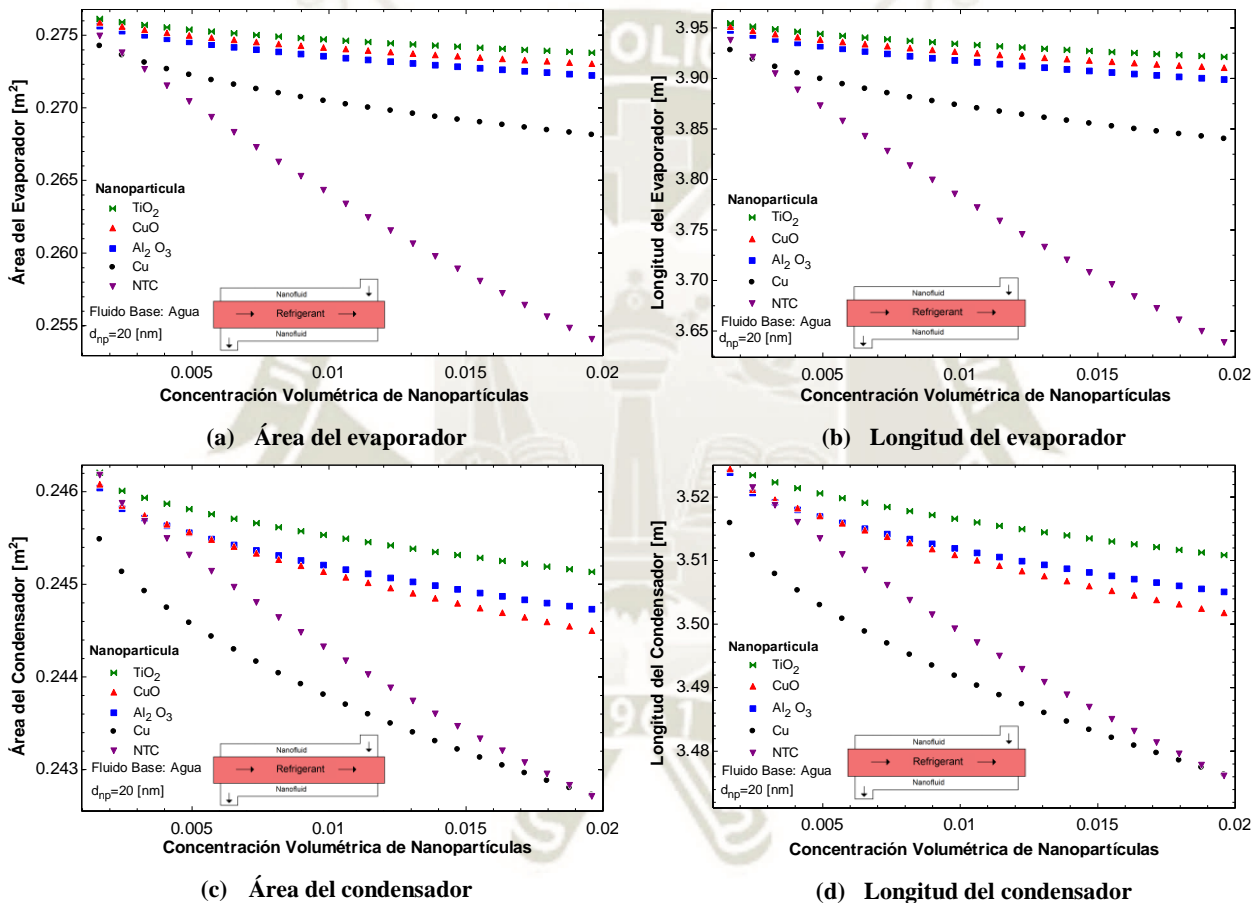 Área del Evaporador [m²]
0.275
0.270
0.265
0.260
0.255
Nanoparticula
TiO₂
CuO
Al₂ O₃
Cu
NTC
Fluido Base: Agua
dnp=20 [nm]
Nanofluid
Refrigerant
Nanofluid
0.005 0.01 0.015 0.02
Concentración Volumétrica de Nanopartículas
(a) Área del evaporador
Longitud del Evaporador [m]
3.95
3.90
3.85
3.80
3.75
3.70
3.65
Nanoparticula
TiO₂
CuO
Al₂ O₃
Cu
NTC
Fluido Base: Agua
dnp=20 [nm]
Nanofluid
Refrigerant
Nanofluid
0.005 0.01 0.015 0.02
Concentración Volumétrica de Nanopartículas
(b) Longitud del evaporador
Área del Condensador [m²]
0.246
0.245
0.244
0.243
Nanoparticula
TiO₂
CuO
Al₂ O₃
Cu
NTC
Fluido Base: Agua
dnp=20 [nm]
Nanofluid
Refrigerant
Nanofluid
0.005 0.01 0.015 0.02
Concentración Volumétrica de Nanopartículas
(c) Área del condensador
Longitud del Condensador [m]
3.52
3.51
3.50
3.49
3.48
Nanoparticula
TiO₂
CuO
Al₂ O₃
Cu
NTC
Fluido Base: Agua
dnp=20 [nm]
Nanofluid
Refrigerant
Nanofluid
0.005 0.01 0.015 0.02
Concentración Volumétrica de Nanopartículas
(d) Longitud del condensador